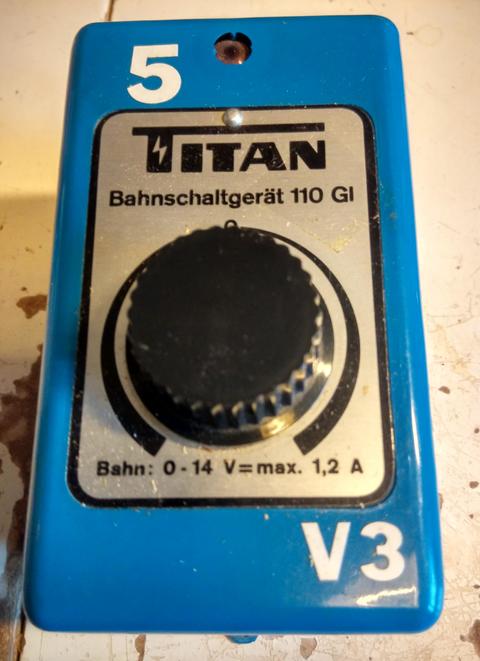 5
TITAN
Bahnschaltgerät 110 Gl
0
Bahn: 0-14 V=max. 1,2 A
V3